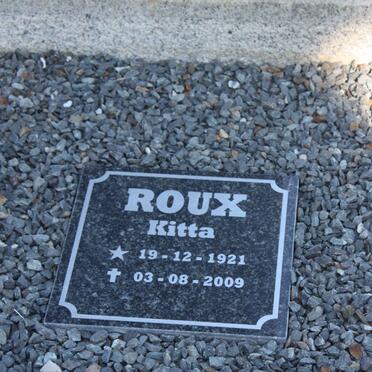 ROUX
Kitta
★ 19-12-1921
✝ 03-08-2009